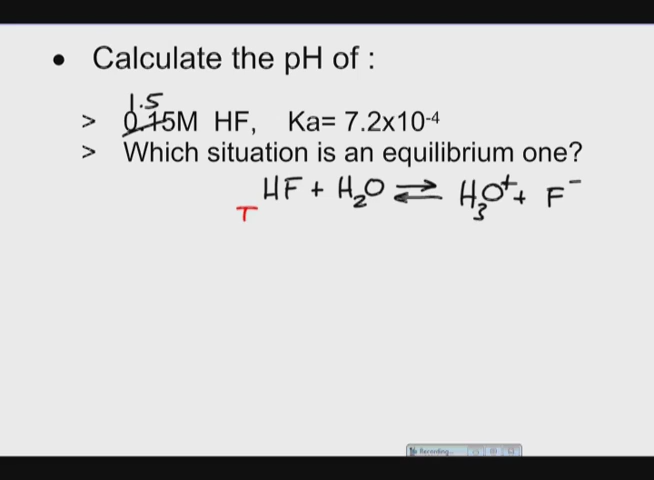 • Calculate the pH of :
1.5
> 0.15M HF, Ka= 7.2x10⁻⁴
> Which situation is an equilibrium one?
HF + H₂O ⇌ H₃O⁺ + F⁻
Recording...